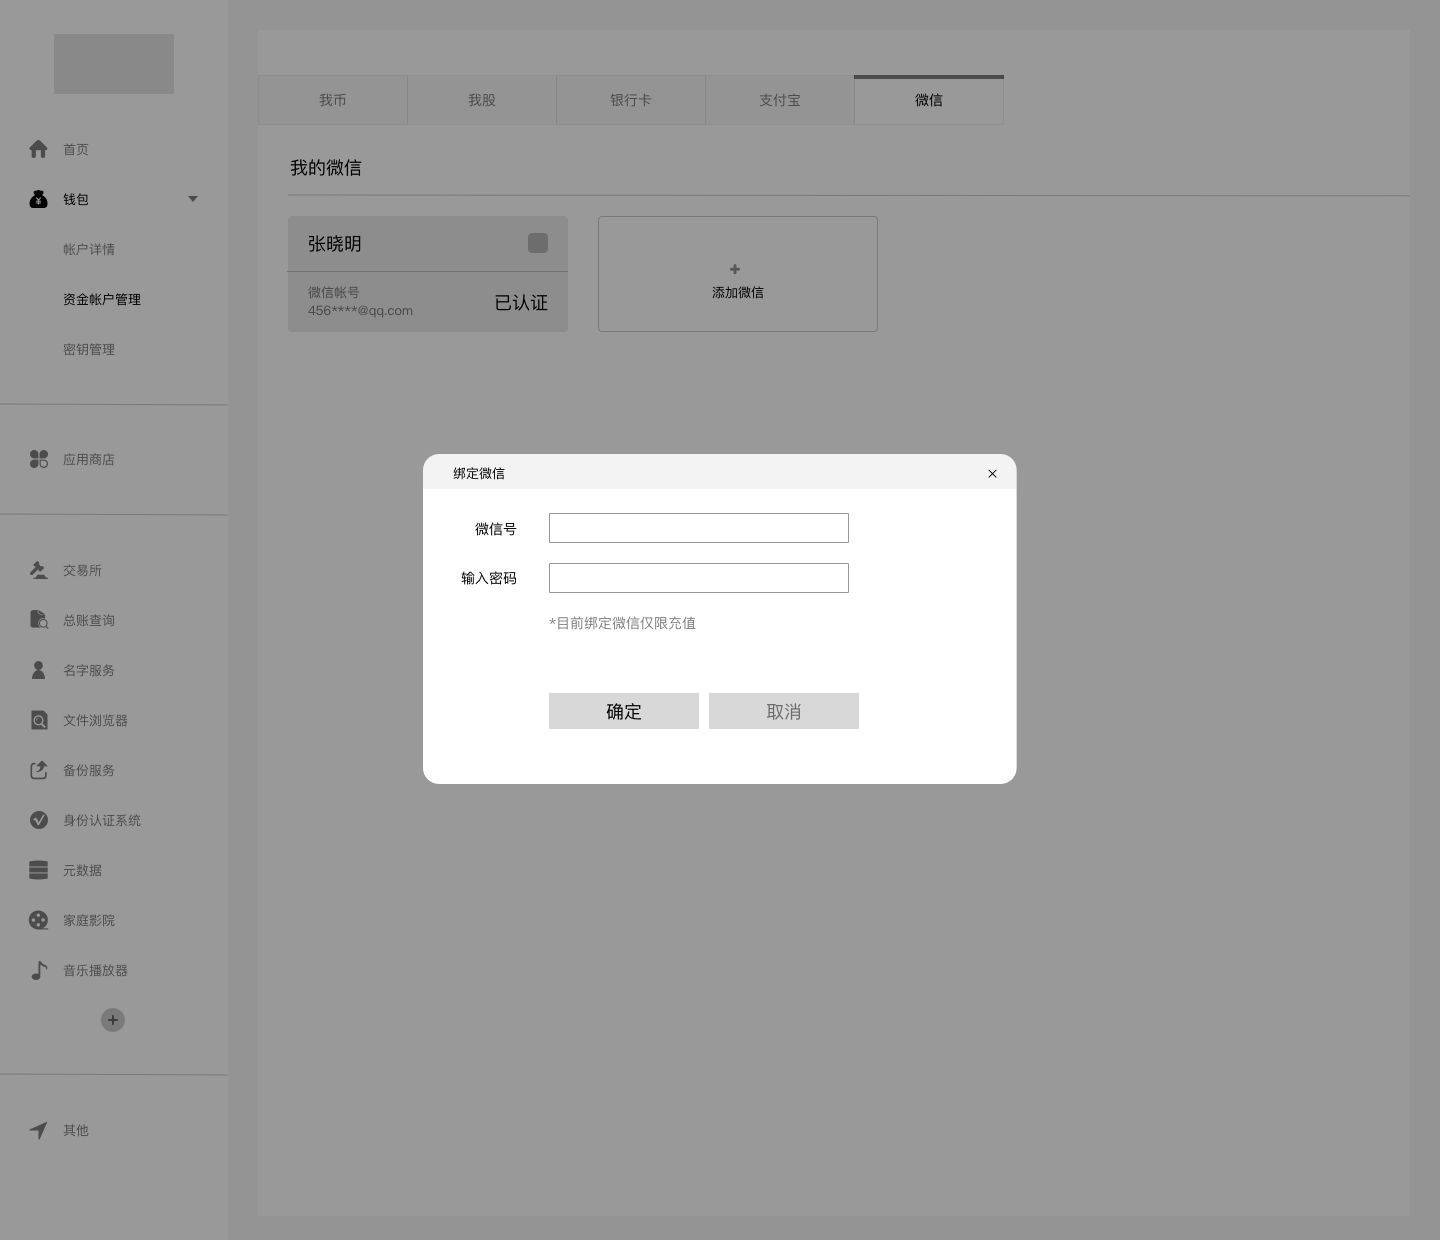 首页
钱包
帐户详情
资金帐户管理
密钥管理
应用商店
交易所
总账查询
名字服务
文件浏览器
备份服务
身份认证系统
元数据
家庭影院
音乐播放器
其他
我币
我股
银行卡
支付宝
微信
我的微信
张晓明
微信帐号
456****@qq.com
已认证
添加微信
绑定微信
微信号
输入密码
*目前绑定微信仅限充值
确定
取消